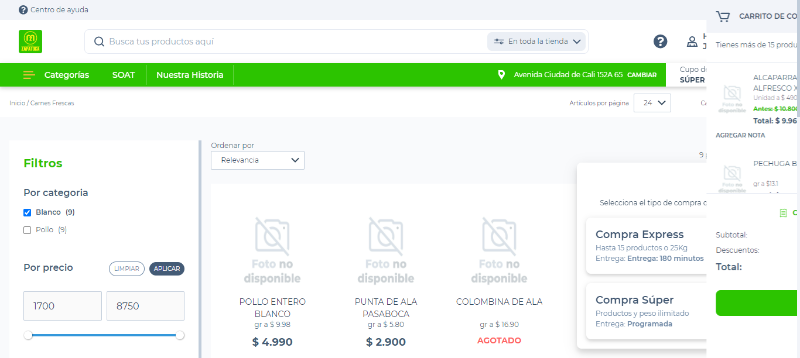 Centro de ayuda
CARRITO DE CO
Busca tus productos aquí
En toda la tienda
H
J
Tienes más de 15 produ
Categorías
SOAT
Nuestra Historia
Avenida Ciudad de Cali 152A 65 CAMBIAR
Cupo de
SÚPER
Inicio / Carnes Frescas
Artículos por página
24
ALCAPARRA
ALFRESCO X
Unidad a $ 490
Antes: $ 10.800
Total: $ 9.96
Foto no
AGREGAR NOTA
Filtros
Por categoria
Blanco (9)
Pollo (9)
Por precio
LIMPIAR
APLICAR
1700
8750
Ordenar por
Relevancia
9
Foto no
disponible
POLLO ENTERO
BLANCO
gr a $ 9.98
$ 4.990
Foto no
disponible
PUNTA DE ALA
PASABOCA
gr a $ 5.80
$ 2.900
Foto no
disponible
COLOMBINA DE ALA
gr a $ 16.90
AGOTADO
Selecciona el tipo de compra
Compra Express
Hasta 15 productos o 25Kg
Entrega: 180 minutos
Compra Súper
Productos y peso ilimitado
Entrega: Programada
PECHUGA B
gr a $13.1
Foto no
Subtotal:
Descuentos:
Total: